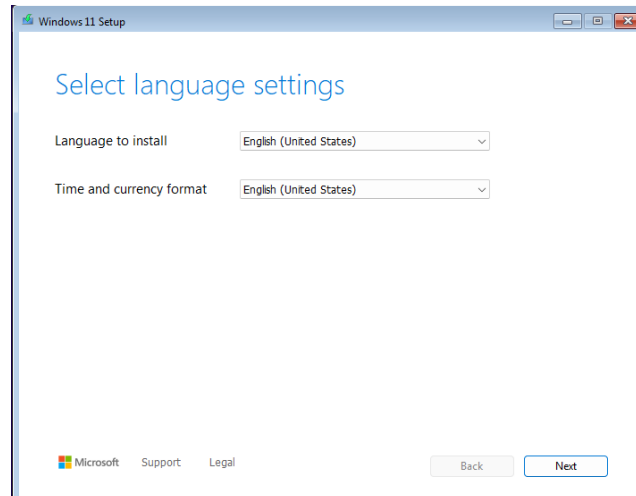 Windows 11 Setup
Select language settings
Language to install English (United States)
Time and currency format English (United States)
Microsoft Support Legal Back Next